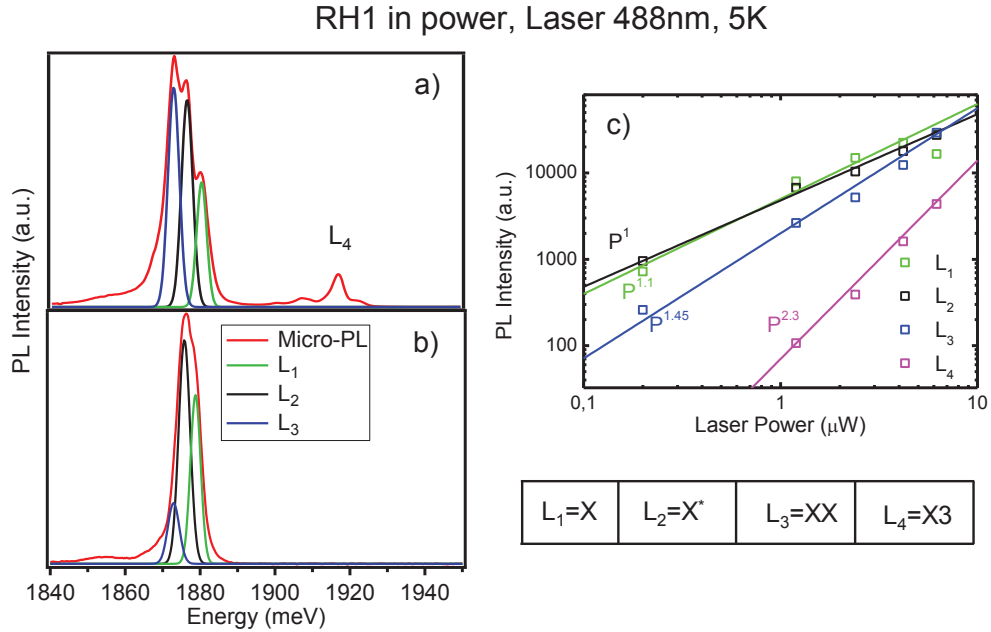 RH1 in power, Laser 488nm, 5K
a)
L₄
PL Intensity (a.u.)
b)
Micro-PL
L₁
L₂
L₃
1840 1860 1880 1900 1920 1940
Energy (meV)
c)
PL Intensity (a.u.)
10000
1000
100
P¹
P¹·¹
P¹·⁴⁵
P²·³
L₁
L₂
L₃
L₄
0,1 1 10
Laser Power (μW)
L₁=X L₂=X* L₃=XX L₄=X3